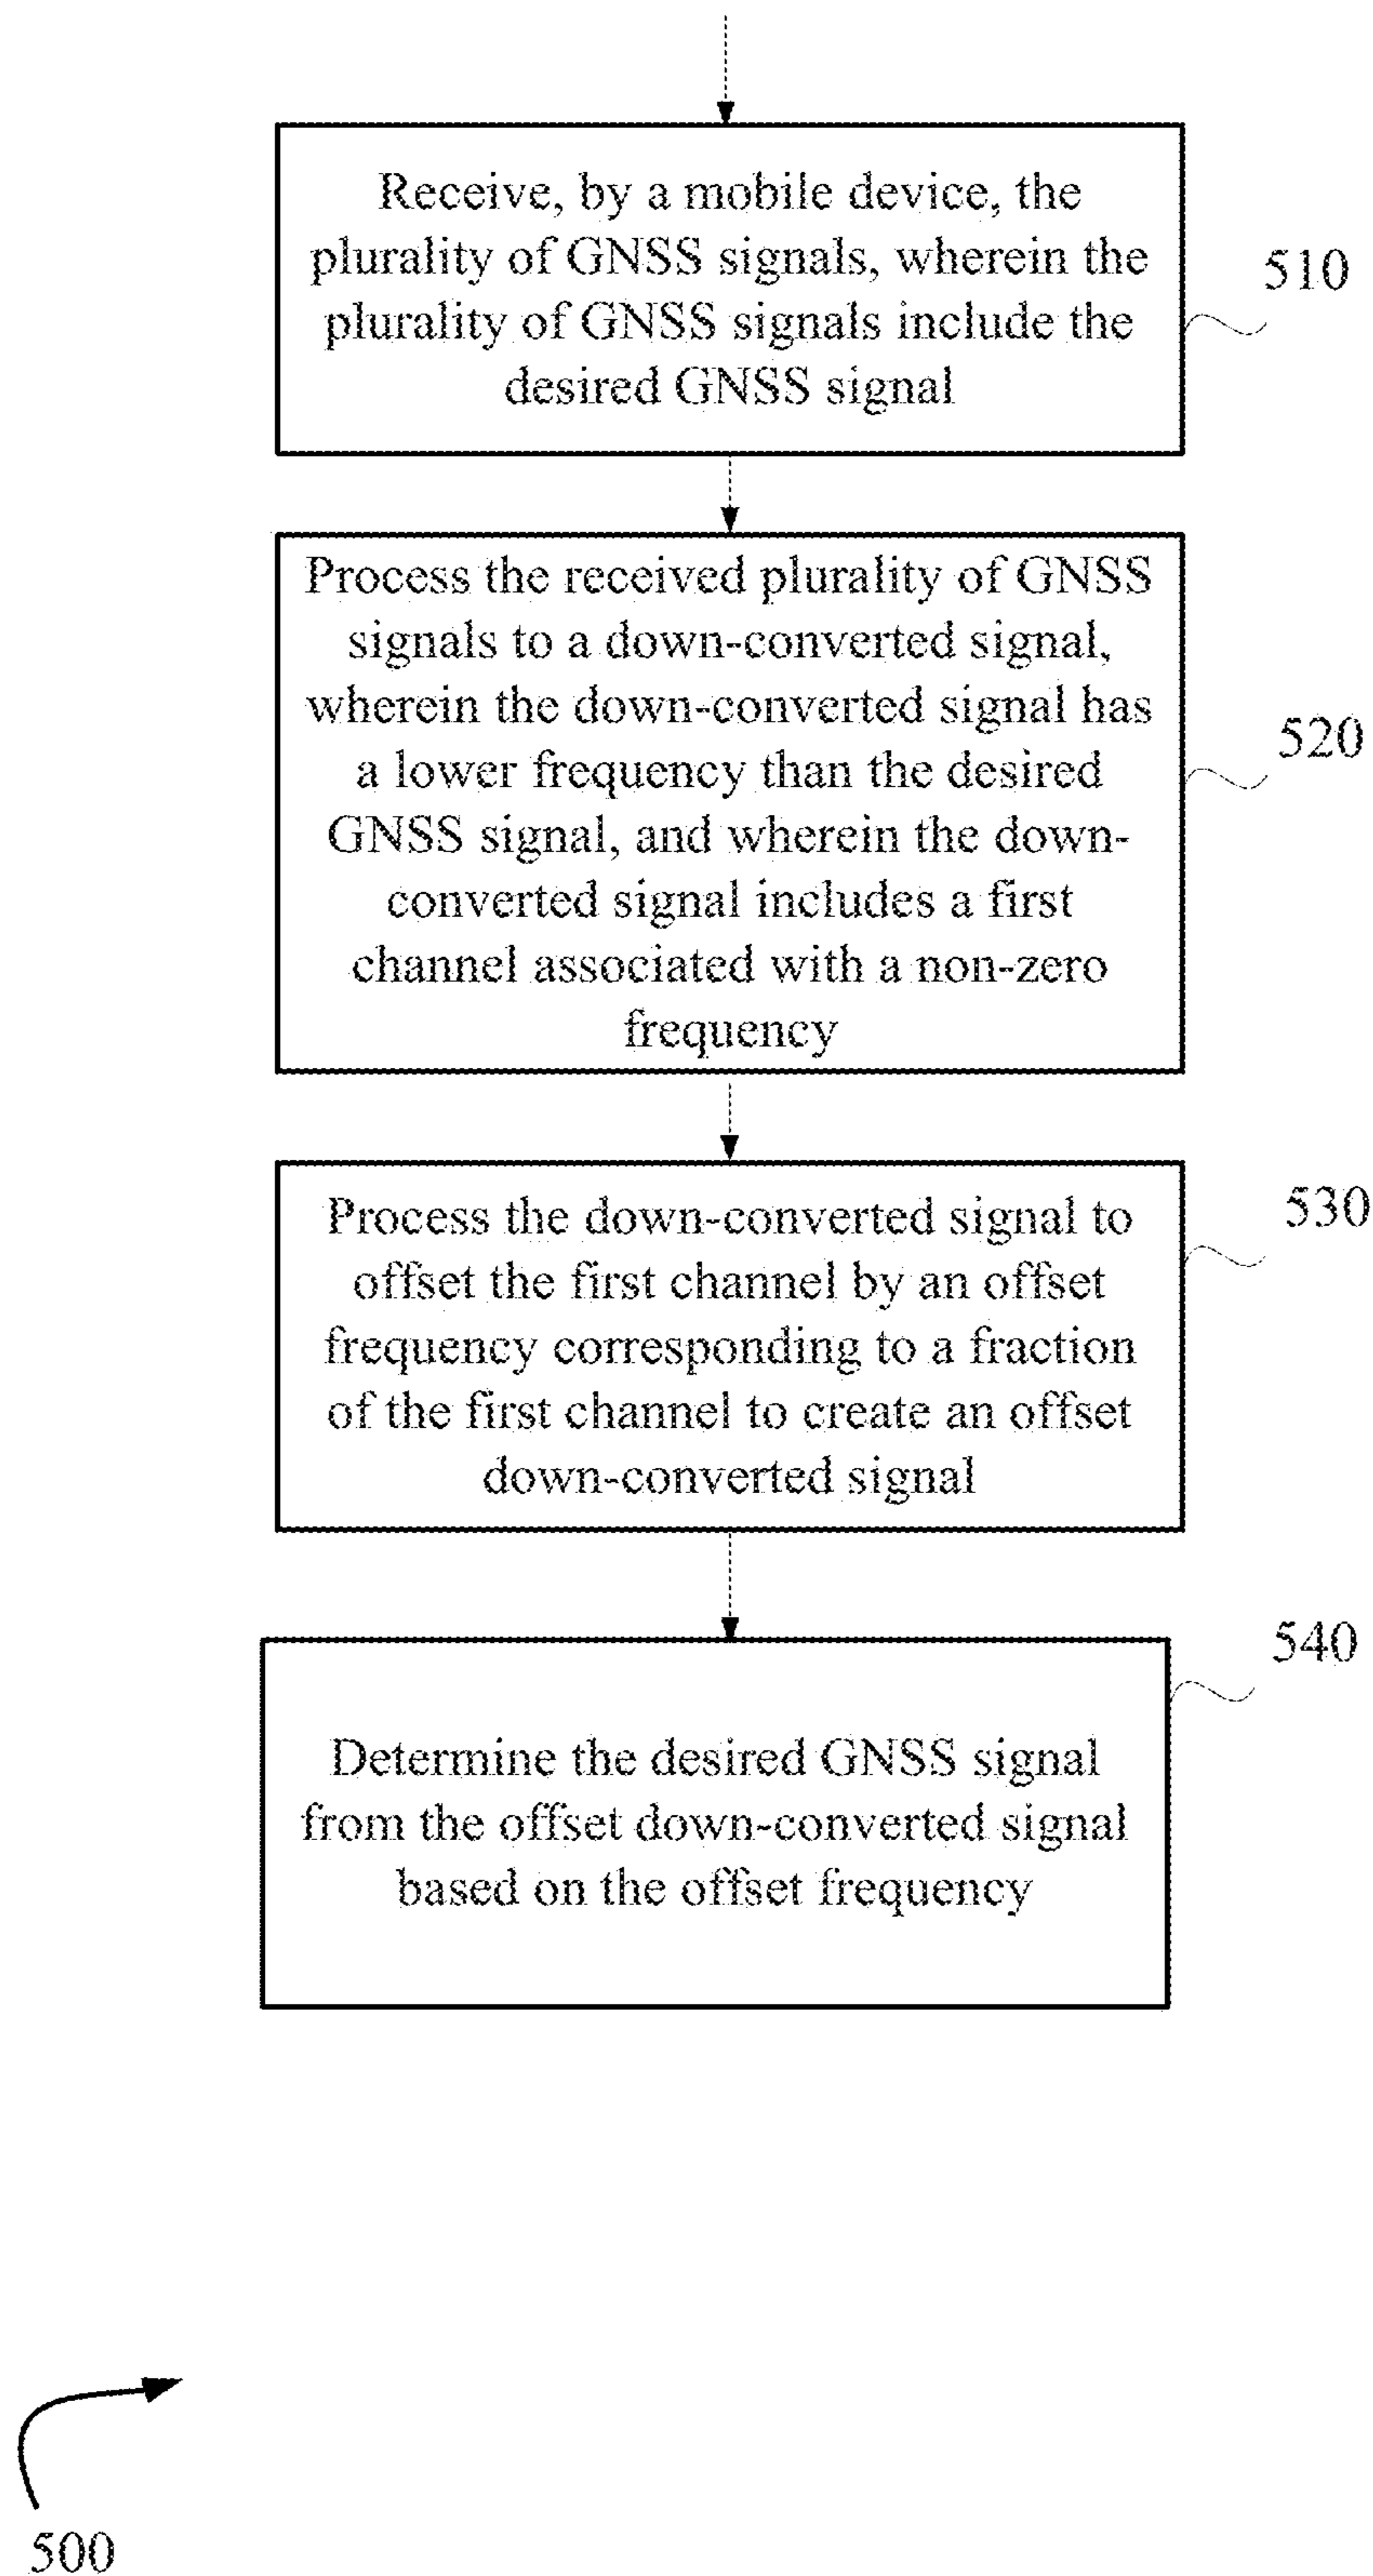 Receive, by a mobile device, the
plurality of GNSS signals, wherein the
plurality of GNSS signals include the
desired GNSS signal
510
Process the received plurality of GNSS
signals to a down-converted signal,
wherein the down-converted signal has
a lower frequency than the desired
GNSS signal, and wherein the down-
converted signal includes a first
channel associated with a non-zero
frequency
520
Process the down-converted signal to
offset the first channel by an offset
frequency corresponding to a fraction
of the first channel to create an offset
down-converted signal
530
Determine the desired GNSS signal
from the offset down-converted signal
based on the offset frequency
540
500